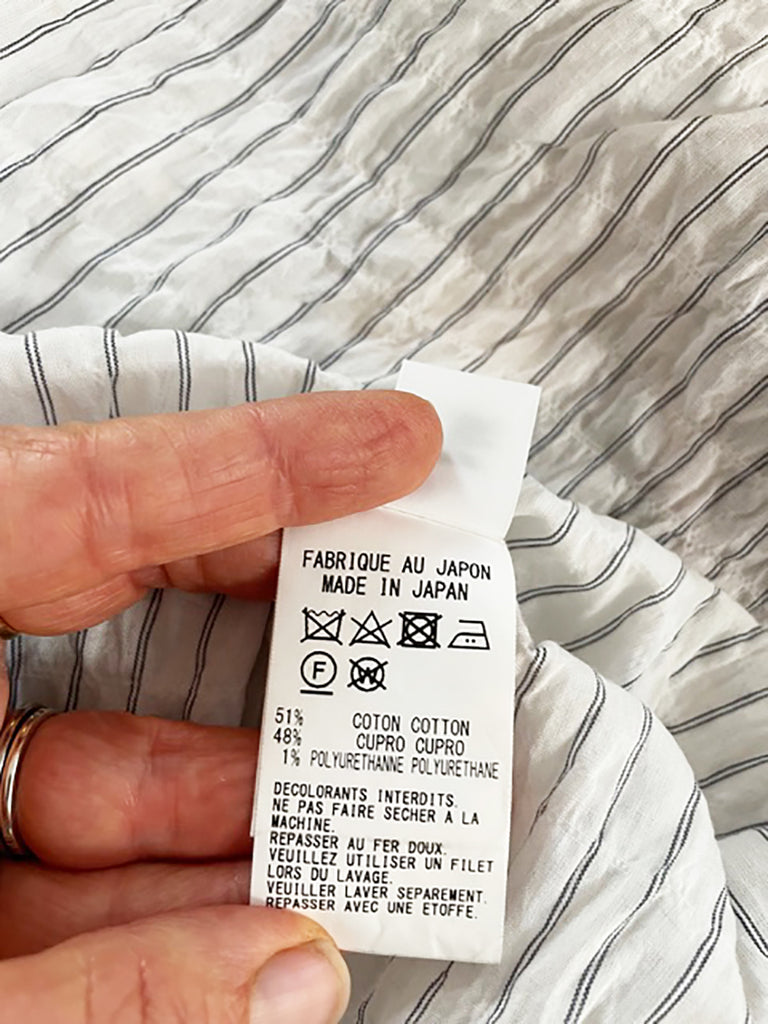 FABRIQUE AU JAPON
MADE IN JAPAN
F W
51% COTON COTTON
48% CUPRO CUPRO
1% POLYURETHANNE POLYURETHANE
DECOLORANTS INTERDITS.
NE PAS FAIRE SECHER A LA
MACHINE.
REPASSER AU FER DOUX.
VEUILLEZ UTILISER UN FILET
LORS DU LAVAGE.
VEUILLER LAVER SEPAREMENT.
REPASSER AVEC UNE ETOFFE.